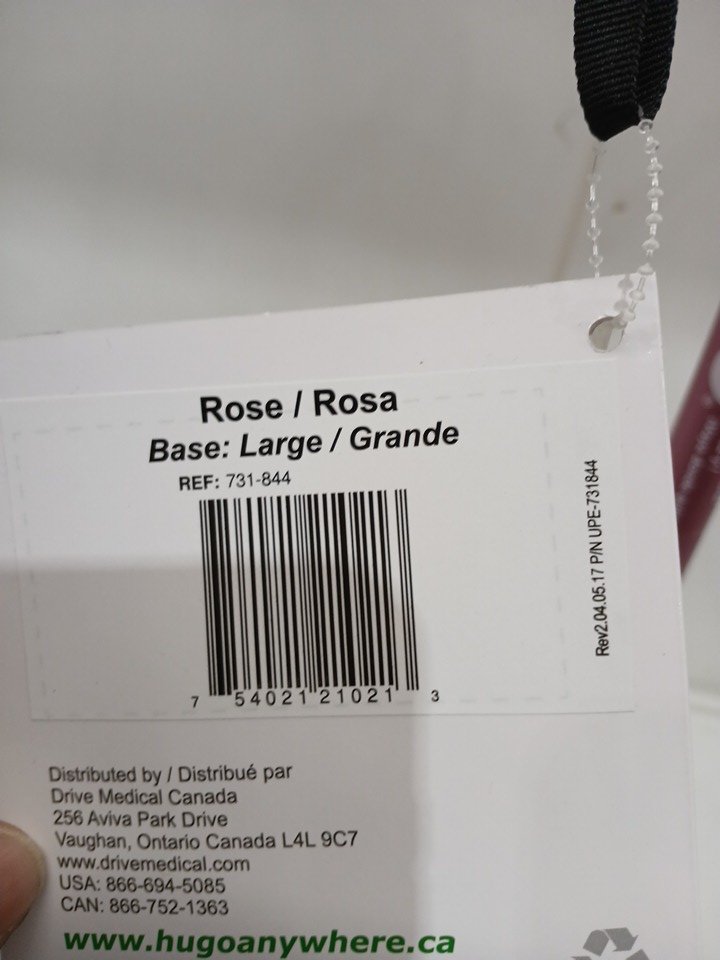 Rose / Rosa
Base: Large / Grande
REF: 731-844
7 54021 21021 3
Rev2.04.05.17 P/N UPE-731844
Distributed by / Distribué par
Drive Medical Canada
256 Aviva Park Drive
Vaughan, Ontario Canada L4L 9C7
www.drivemedical.com
USA: 866-694-5085
CAN: 866-752-1363
www.hugoanywhere.ca